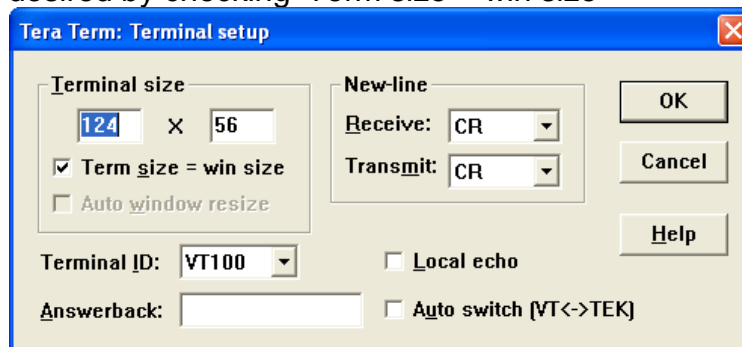 desired by checking "Term size = win size"
Tera Term: Terminal setup
Terminal size
124 X 56
Term size = win size
Auto window resize
New-line
Receive: CR
Transmit: CR
OK
Cancel
Help
Terminal ID: VT100
Answerback:
Local echo
Auto switch (VT<->TEK)